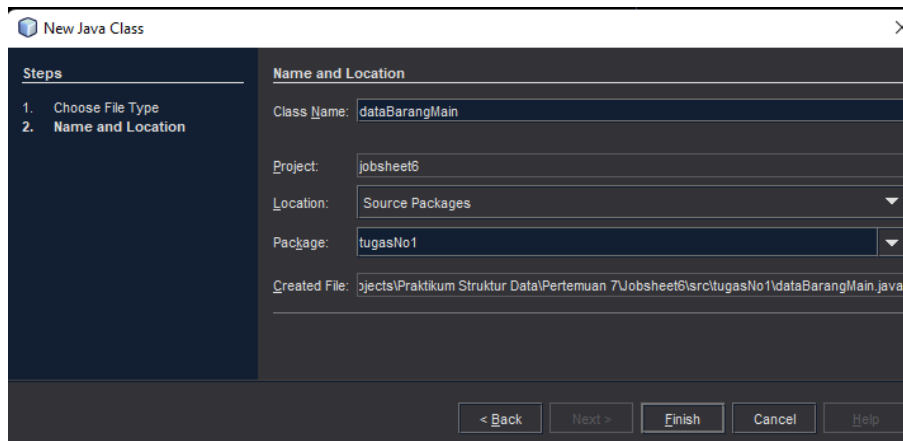 New Java Class
Steps
1. Choose File Type
2. Name and Location
Name and Location
Class Name: dataBarangMain
Project: jobsheet6
Location: Source Packages
Package: tugasNo1
Created File: ojects\Praktikum Struktur Data\Pertemuan 7\Jobsheet6\src\tugasNo1\dataBarangMain.java
< Back Next > Finish Cancel Help